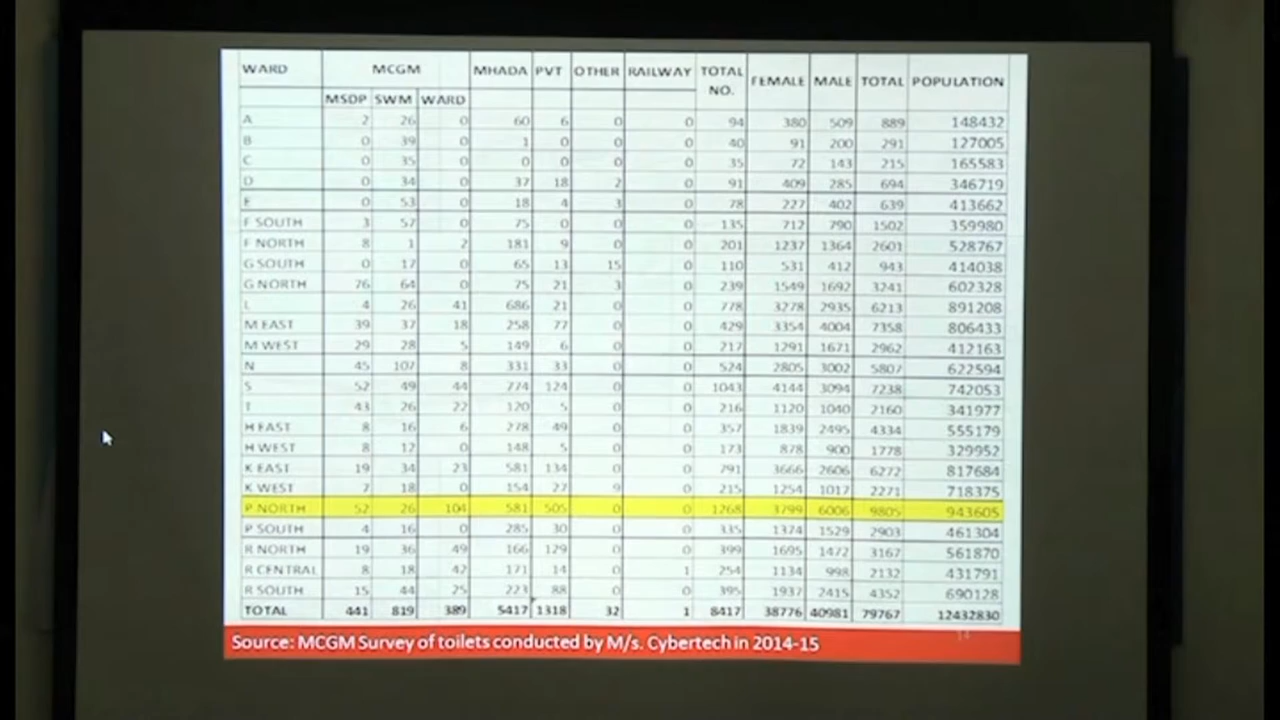 WARD MCGM MHADA PVT OTHER RAILWAY TOTAL NO. FEMALE MALE TOTAL POPULATION
MSDP SWM WARD
A 2 26 0 60 6 0 0 94 380 509 889 148432
B 0 39 0 1 0 0 0 40 91 200 291 127005
C 0 35 0 0 0 0 0 35 72 143 215 165583
D 0 34 0 37 18 2 0 91 409 285 694 346719
E 0 53 0 18 4 3 0 78 227 402 639 413662
F SOUTH 3 57 0 75 0 0 0 135 712 790 1502 359980
F NORTH 8 1 2 181 9 0 0 201 1237 1364 2601 528767
G SOUTH 0 17 0 65 13 15 0 110 531 412 943 414038
G NORTH 76 64 0 75 21 3 0 239 1549 1692 3241 602328
L 4 26 41 686 21 0 0 778 3278 2935 6213 891208
M EAST 39 37 18 258 77 0 0 429 3354 4004 7358 806433
M WEST 29 28 5 149 6 0 0 217 1291 1671 2962 412163
N 45 107 8 331 33 0 0 524 2805 3002 5807 622594
S 52 49 44 774 124 0 0 1043 4144 3094 7238 742053
T 43 26 22 120 5 0 0 216 1120 1040 2160 341977
H EAST 8 16 6 278 49 0 0 357 1839 2495 4334 555179
H WEST 8 12 0 148 5 0 0 173 878 900 1778 329952
K EAST 19 34 23 581 134 0 0 791 3666 2606 6272 817684
K WEST 7 18 0 154 27 9 0 215 1254 1017 2271 718375
P NORTH 52 26 104 581 505 0 0 1268 3799 6006 9805 943605
P SOUTH 4 16 0 285 30 0 0 335 1374 1529 2903 461304
R NORTH 19 36 49 166 129 0 0 399 1695 1472 3167 561870
R CENTRAL 8 18 42 171 14 0 1 254 1134 998 2132 431791
R SOUTH 15 44 25 223 88 0 0 395 1937 2415 4352 690128
TOTAL 441 819 389 5417 1318 32 1 8417 38776 40981 79767 12432830
14
Source: MCGM Survey of toilets conducted by M/s. Cybertech in 2014-15